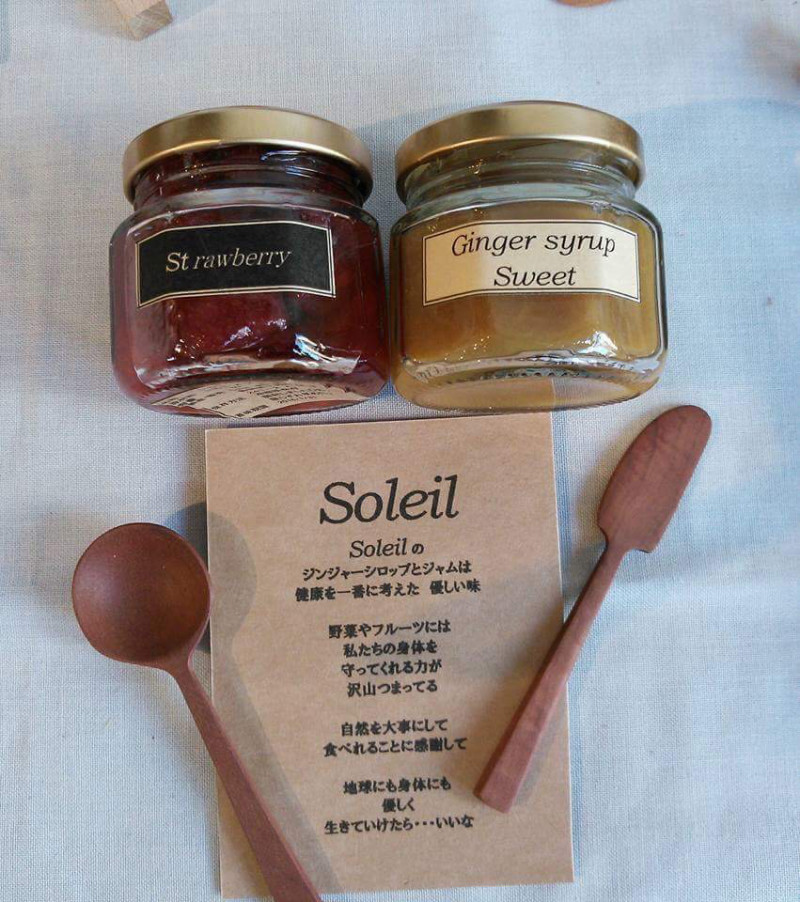 Strawberry
Ginger syrup
Sweet
Soleil
Soleilの
ジンジャーシロップとジャムは
健康を一番に考えた 優しい味
野菜やフルーツには
私たちの身体を
守ってくれる力が
沢山つまってる
自然を大事にして
食べれることに感謝して
地球にも身体にも
優しく
生きていけたら・・・いいな